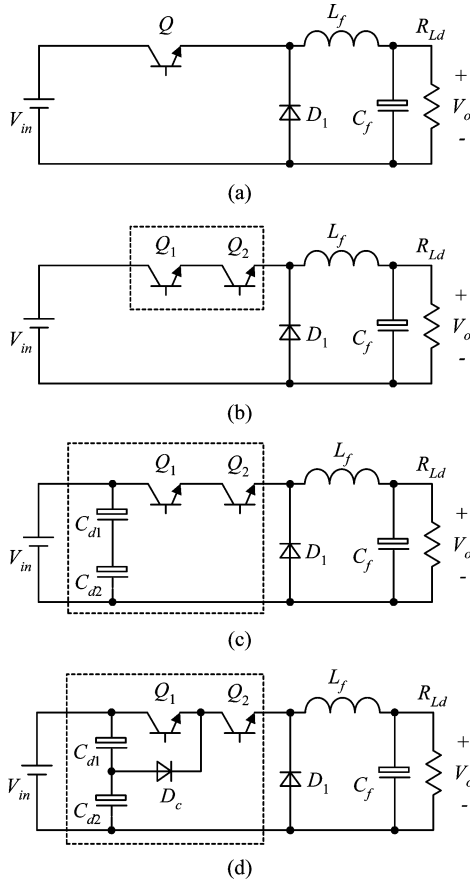 Q L_f R_Ld
V_in D_1 C_f + V_o -
(a)
Q_1 Q_2 L_f R_Ld
V_in D_1 C_f + V_o -
(b)
Q_1 Q_2 L_f R_Ld
V_in C_d1 C_d2 D_1 C_f + V_o -
(c)
Q_1 Q_2 L_f R_Ld
V_in C_d1 C_d2 D_c D_1 C_f + V_o -
(d)